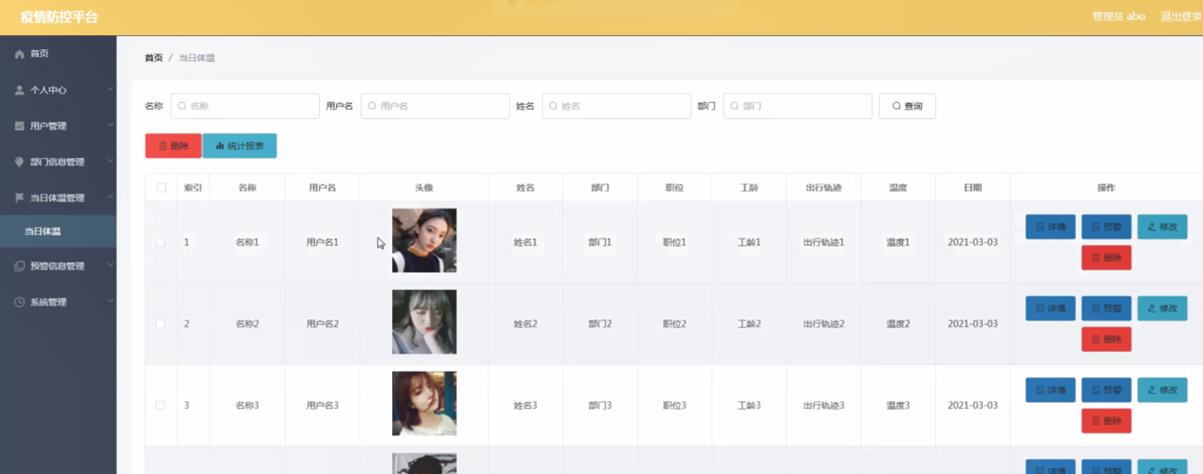 疫情防控平台
管理员 abo 退出登录
首页
个人中心
用户管理
部门信息管理
当日体温管理
当日体温
预警信息管理
系统管理
首页 / 当日体温
名称 名称 用户名 用户名 姓名 姓名 部门 部门 查询
删除 统计报表
索引 名称 用户名 头像 姓名 部门 职位 工龄 出行轨迹 温度 日期 操作
1 名称1 用户名1 姓名1 部门1 职位1 工龄1 出行轨迹1 温度1 2021-03-03 详情 预警 修改
删除
2 名称2 用户名2 姓名2 部门2 职位2 工龄2 出行轨迹2 温度2 2021-03-03 详情 预警 修改
删除
3 名称3 用户名3 姓名3 部门3 职位3 工龄3 出行轨迹3 温度3 2021-03-03 详情 预警 修改
删除
详情 预警 修改